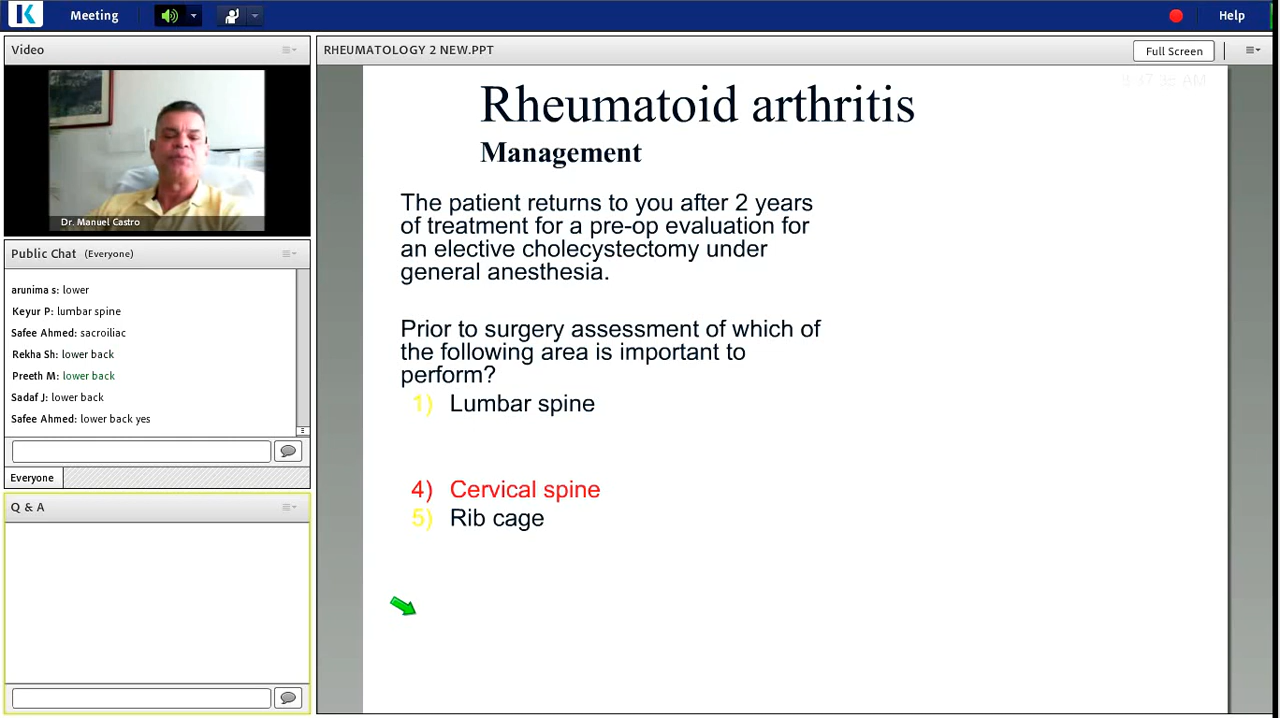 Meeting
Help
Video
Dr. Manuel Castro
Public Chat (Everyone)
arunima s: lower
Keyur P: lumbar spine
Safee Ahmed: sacroiliac
Rekha Sh: lower back
Preeth M: lower back
Sadaf J: lower back
Safee Ahmed: lower back yes
Everyone
Q & A
RHEUMATOLOGY 2 NEW.PPT
Full Screen
Rheumatoid arthritis
Management
The patient returns to you after 2 years
of treatment for a pre-op evaluation for
an elective cholecystectomy under
general anesthesia.
Prior to surgery assessment of which of
the following area is important to
perform?
1) Lumbar spine
4) Cervical spine
5) Rib cage